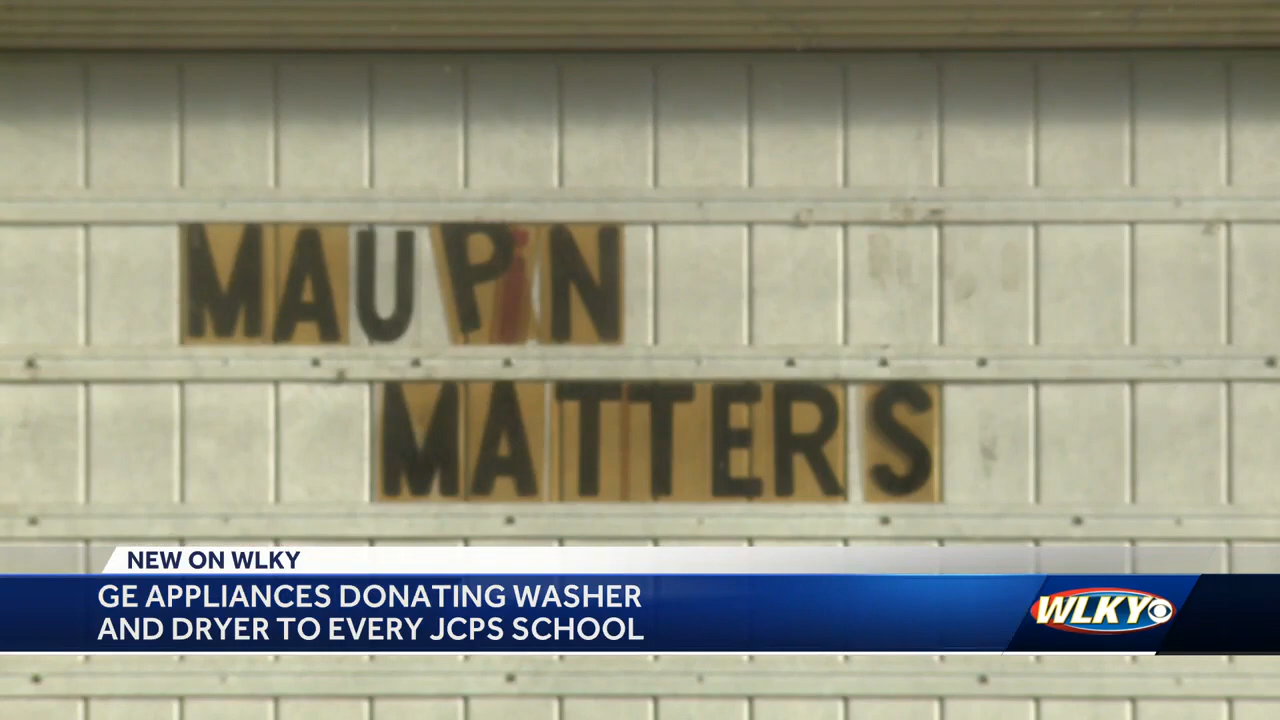 MAUPiN
MATTERS
NEW ON WLKY
GE APPLIANCES DONATING WASHER
AND DRYER TO EVERY JCPS SCHOOL
WLKY